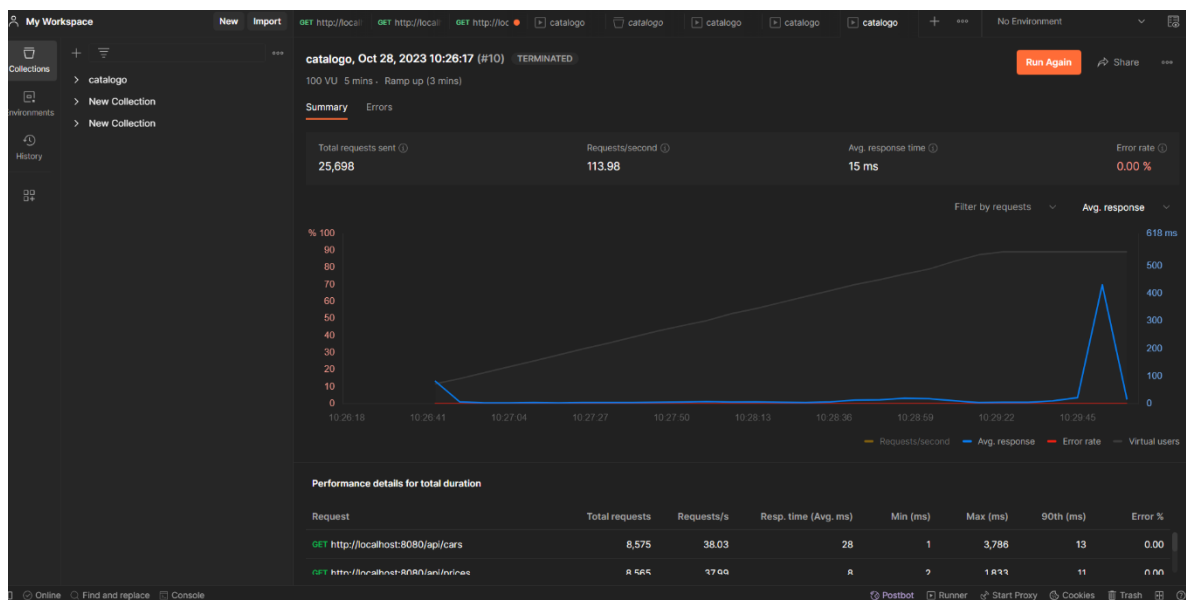 My Workspace New Import GET http://local GET http://local GET http://loc catalogo catalogo catalogo catalogo catalogo No Environment
Collections
catalogo
New Collection
nvironments
New Collection
History
catalogo, Oct 28, 2023 10:26:17 (#10) TERMINATED
Run Again Share
100 VU 5 mins · Ramp up (3 mins)
Summary Errors
Total requests sent Requests/second Avg. response time Error rate
25,698 113.98 15 ms 0.00 %
Filter by requests Avg. response
% 100 618 ms
90
80 500
70
60 400
50 300
40
30 200
20 100
10
0 0
10:26:18 10:26:41 10:27:04 10:27:27 10:27:50 10:28:13 10:28:36 10:28:59 10:29:22 10:29:45
Requests/second Avg. response Error rate Virtual users
Performance details for total duration
Request Total requests Requests/s Resp. time (Avg. ms) Min (ms) Max (ms) 90th (ms) Error %
GET http://localhost:8080/api/cars 8,575 38.03 28 1 3,786 13 0.00
GET http://localhost:8080/api/prices 8,565 37.99 8 2 1,833 11 0.00
Online Find and replace Console Postbot Runner Start Proxy Cookies Trash